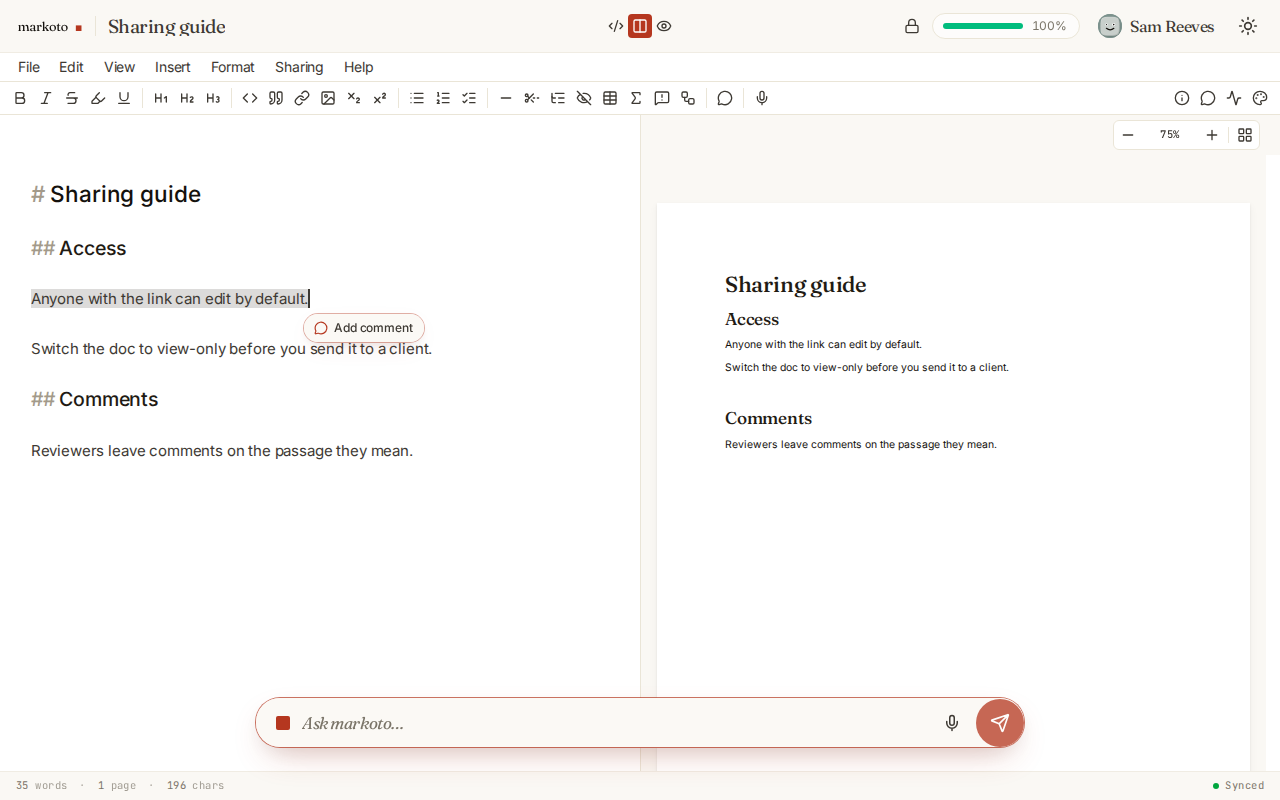 markoto
Sharing guide
100%
Sam Reeves
File Edit View Insert Format Sharing Help
H1 H2 H3
75%
# Sharing guide
## Access
Anyone with the link can edit by default.
Add comment
Switch the doc to view-only before you send it to a client.
## Comments
Reviewers leave comments on the passage they mean.
Sharing guide
Access
Anyone with the link can edit by default.
Switch the doc to view-only before you send it to a client.
Comments
Reviewers leave comments on the passage they mean.
Ask markoto...
35 words · 1 page · 196 chars
Synced